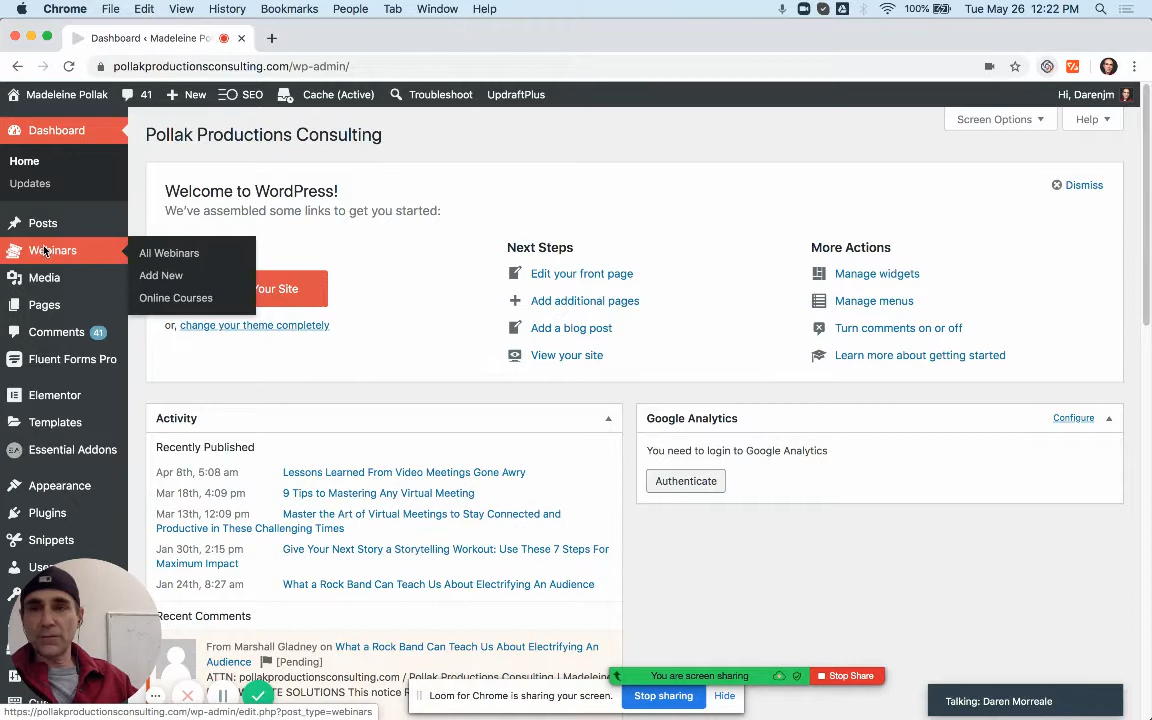 Chrome File Edit View History Bookmarks People Tab Window Help 100% Tue May 26 12:22 PM
Dashboard ‹ Madeleine Po
pollakproductionsconsulting.com/wp-admin/
Madeleine Pollak 41 New SEO Cache (Active) Troubleshoot UpdraftPlus Hi, Darenjm
Dashboard
Home
Updates
Posts
Webinars
Media
Pages
Comments 41
Fluent Forms Pro
Elementor
Templates
Essential Addons
Appearance
Plugins
Snippets
All Webinars
Add New
Online Courses
Screen Options Help
Pollak Productions Consulting
Welcome to WordPress!
We've assembled some links to get you started:
Dismiss
Your Site
or, change your theme completely
Next Steps
Edit your front page
Add additional pages
Add a blog post
View your site
More Actions
Manage widgets
Manage menus
Turn comments on or off
Learn more about getting started
Activity
Recently Published
Apr 8th, 5:08 am Lessons Learned From Video Meetings Gone Awry
Mar 18th, 4:09 pm 9 Tips to Mastering Any Virtual Meeting
Mar 13th, 12:09 pm Master the Art of Virtual Meetings to Stay Connected and
Productive in These Challenging Times
Jan 30th, 2:15 pm Give Your Next Story a Storytelling Workout: Use These 7 Steps For
Maximum Impact
Jan 24th, 8:27 am What a Rock Band Can Teach Us About Electrifying An Audience
Recent Comments
From Marshall Gladney on What a Rock Band Can Teach Us About Electrifying An
Audience [Pending]
ATTN: pollakproductionsconsulting.com / Pollak Productions Consulting | Madeleine
SOLUTIONS This notice
Google Analytics
Configure
You need to login to Google Analytics
Authenticate
You are screen sharing Stop Share
Loom for Chrome is sharing your screen. Stop sharing Hide
Talking: Daren Morreale
https://pollakproductionsconsulting.com/wp-admin/edit.php?post_type=webinars